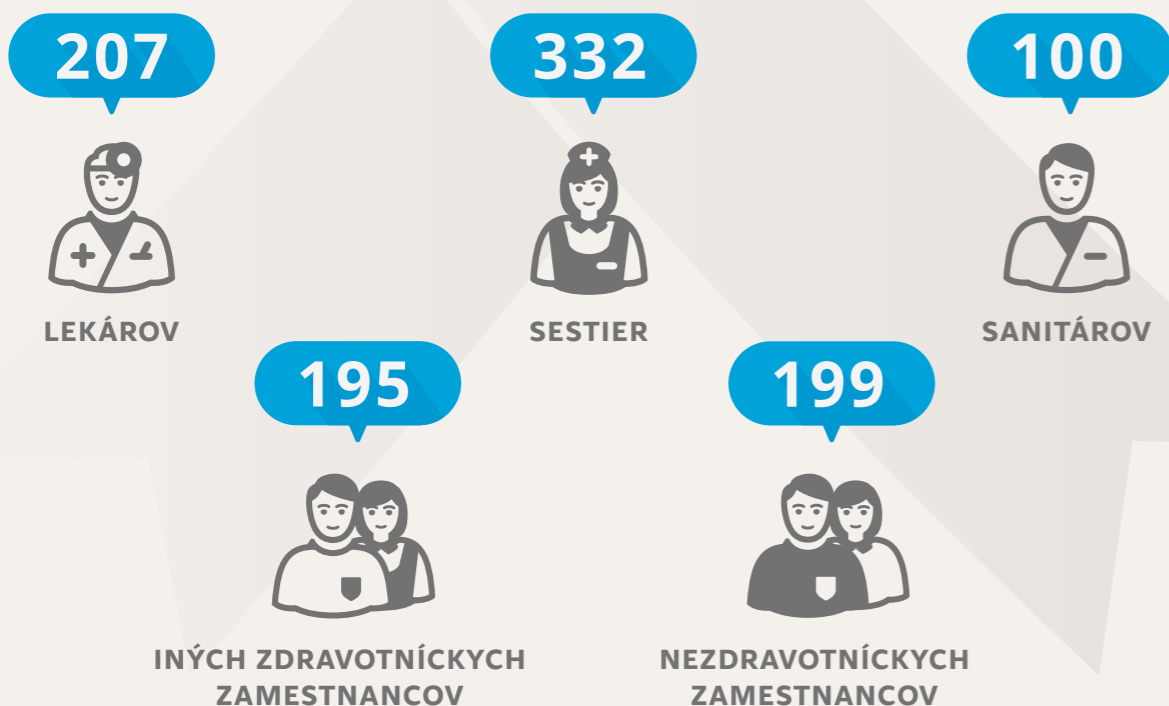 207
332
100
LEKÁROV
SESTIER
SANITÁROV
195
199
INÝCH ZDRAVOTNÍCKYCH
ZAMESTNANCOV
NEZDRAVOTNÍCKYCH
ZAMESTNANCOV